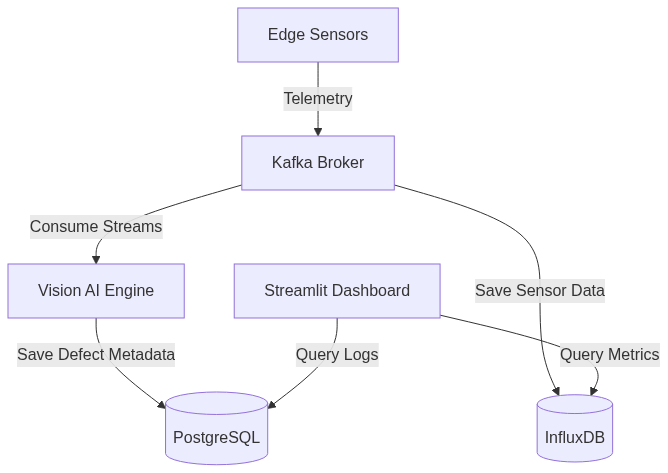 Edge Sensors
Telemetry
Kafka Broker
Consume Streams
Vision AI Engine
Streamlit Dashboard
Save Sensor Data
Save Defect Metadata
Query Logs
Query Metrics
PostgreSQL
InfluxDB